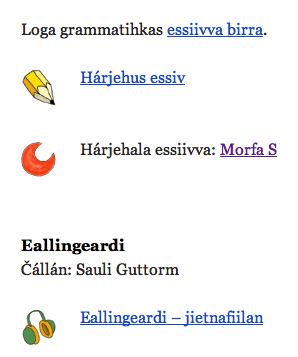 Loga grammatihkas essiivva birra.
Hárjehus essiv
Hárjehala essiivva: Morfa S
Eallingeardi
Čállán: Sauli Guttorm
Eallingeardi – jietnafiilan